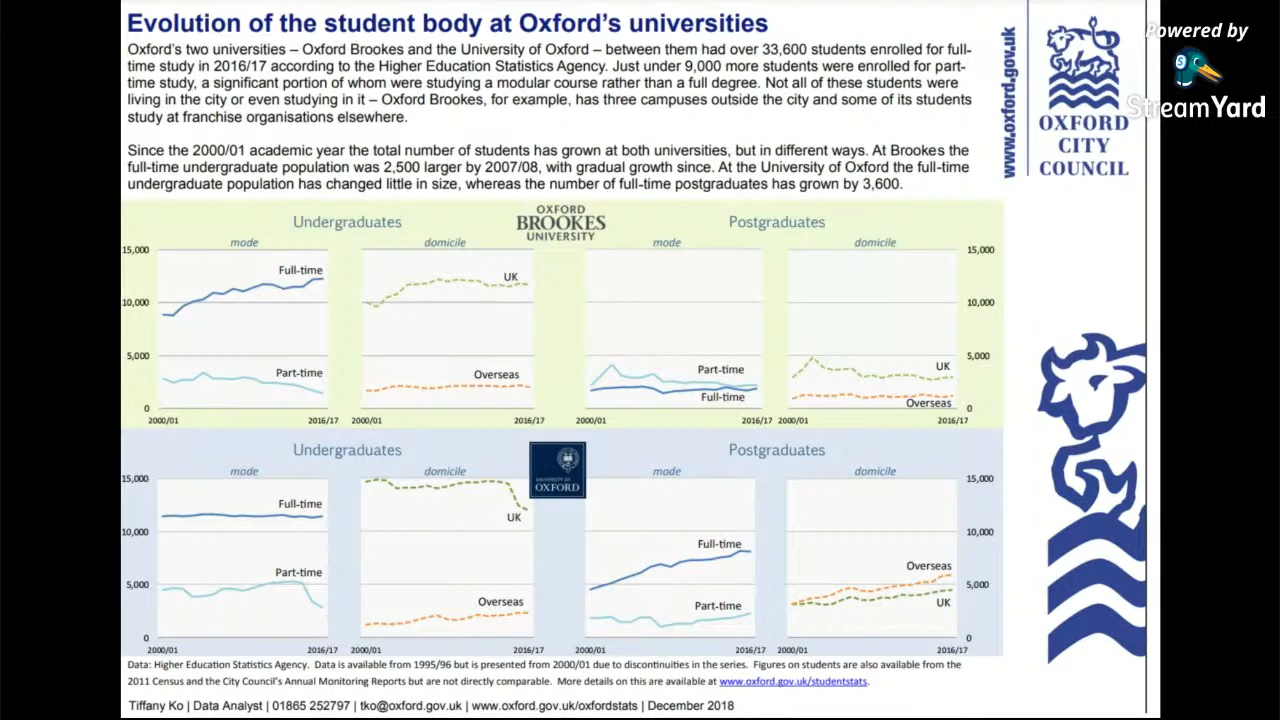 Evolution of the student body at Oxford's universities
Oxford's two universities – Oxford Brookes and the University of Oxford – between them had over 33,600 students enrolled for full-
time study in 2016/17 according to the Higher Education Statistics Agency. Just under 9,000 more students were enrolled for part-
time study, a significant portion of whom were studying a modular course rather than a full degree. Not all of these students were
living in the city or even studying in it – Oxford Brookes, for example, has three campuses outside the city and some of its students
study at franchise organisations elsewhere.
Since the 2000/01 academic year the total number of students has grown at both universities, but in different ways. At Brookes the
full-time undergraduate population was 2,500 larger by 2007/08, with gradual growth since. At the University of Oxford the full-time
undergraduate population has changed little in size, whereas the number of full-time postgraduates has grown by 3,600.
www.oxford.gov.uk
OXFORD
CITY
COUNCIL
Powered by
StreamYard
Undergraduates
OXFORD
BROOKES
UNIVERSITY
Postgraduates
mode
domicile
mode
domicile
15,000
15,000
Full-time
UK
10,000
10,000
5,000
5,000
Part-time
Overseas
Part-time
Full-time
UK
Overseas
0
0
2000/01 2016/17 2000/01 2016/17 2000/01 2016/17 2000/01 2016/17
Undergraduates
UNIVERSITY OF
OXFORD
Postgraduates
mode
domicile
mode
domicile
15,000
15,000
Full-time
UK
10,000
10,000
Full-time
Overseas
5,000
5,000
Part-time
Overseas
Part-time
UK
0
0
2000/01 2016/17 2000/01 2016/17 2000/01 2016/17 2000/01 2016/17
Data: Higher Education Statistics Agency. Data is available from 1995/96 but is presented from 2000/01 due to discontinuities in the series. Figures on students are also available from the
2011 Census and the City Council's Annual Monitoring Reports but are not directly comparable. More details on this are available at www.oxford.gov.uk/studentstats.
Tiffany Ko | Data Analyst | 01865 252797 | tko@oxford.gov.uk | www.oxford.gov.uk/oxfordstats | December 2018